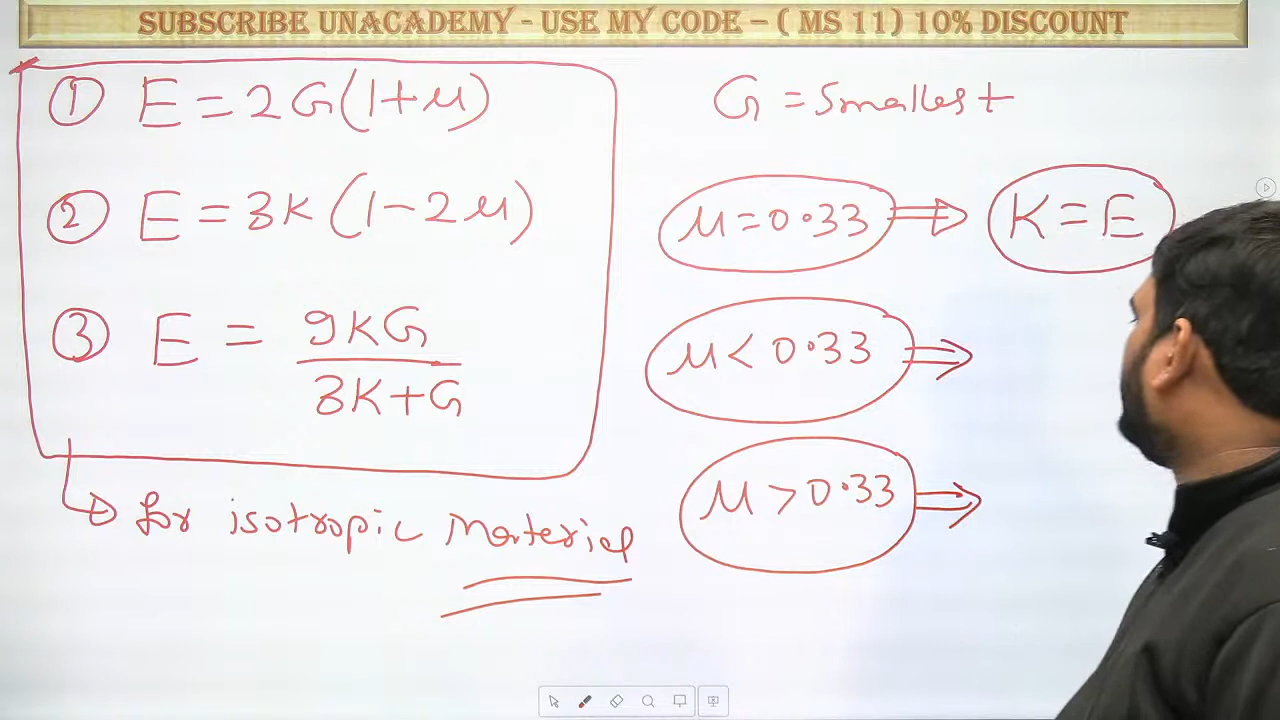 SUBSCRIBE UNACADEMY - USE MY CODE – ( MS 11) 10% DISCOUNT
① E = 2G(1+μ)
② E = 3K(1-2μ)
③ E = 9KG / 3K+G
for isotropic Material
G = Smallest
μ = 0.33 ⇒ K = E
μ < 0.33 ⇒
μ > 0.33 ⇒